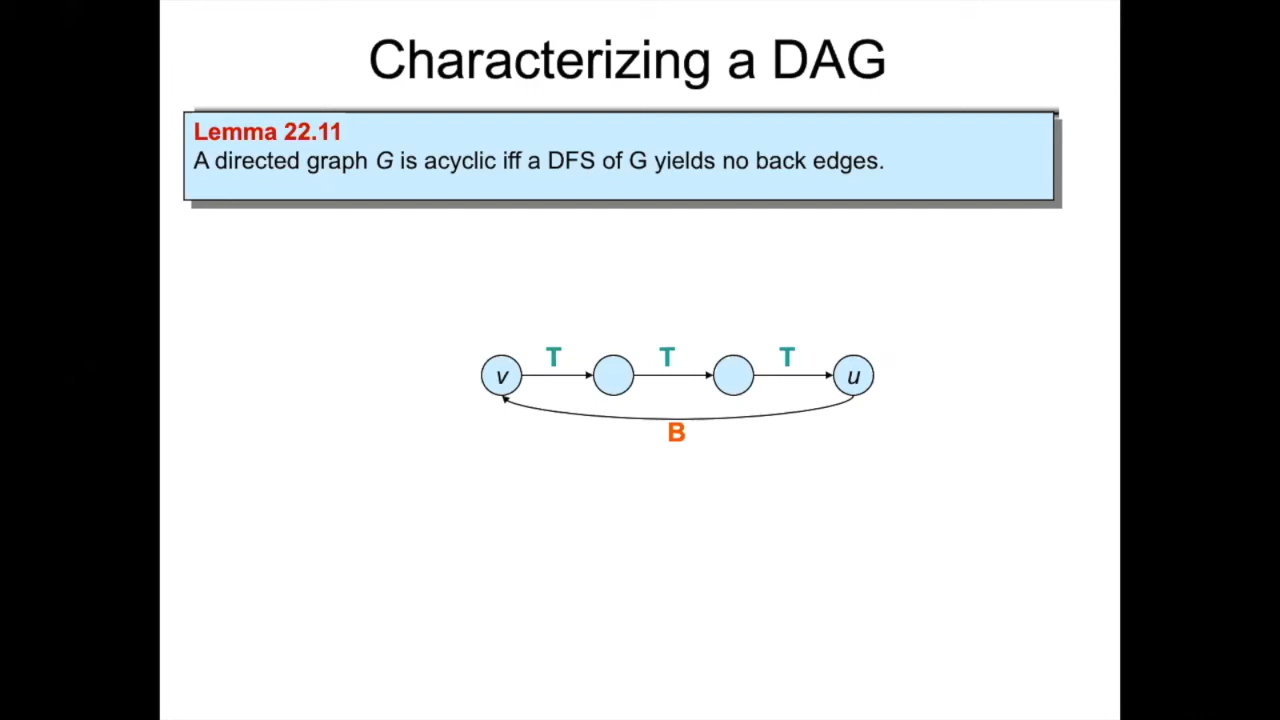 Characterizing a DAG
Lemma 22.11
A directed graph G is acyclic iff a DFS of G yields no back edges.
T T T
v u
B